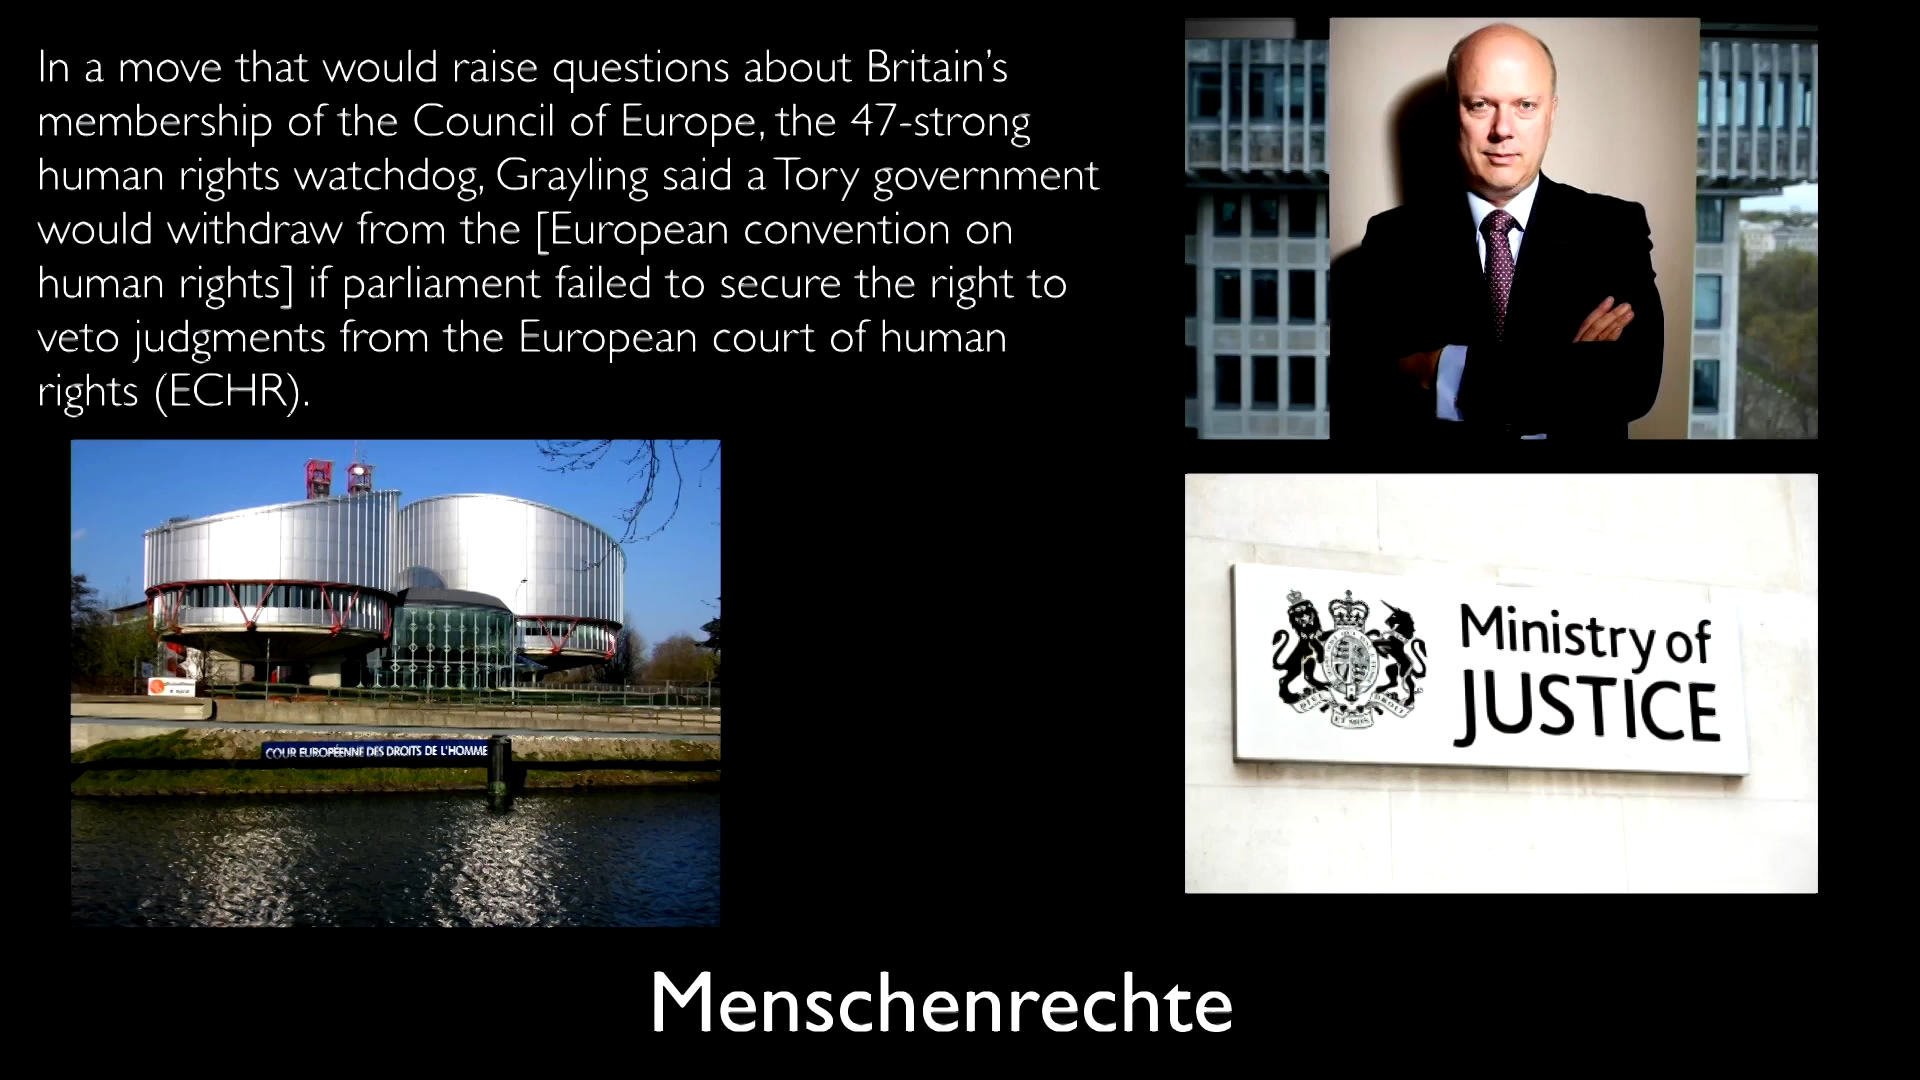 In a move that would raise questions about Britain’s
membership of the Council of Europe, the 47-strong
human rights watchdog, Grayling said a Tory government
would withdraw from the [European convention on
human rights] if parliament failed to secure the right to
veto judgments from the European court of human
rights (ECHR).
COUR EUROPÉENNE DES DROITS DE L'HOMME
Ministry of
JUSTICE
Menschenrechte